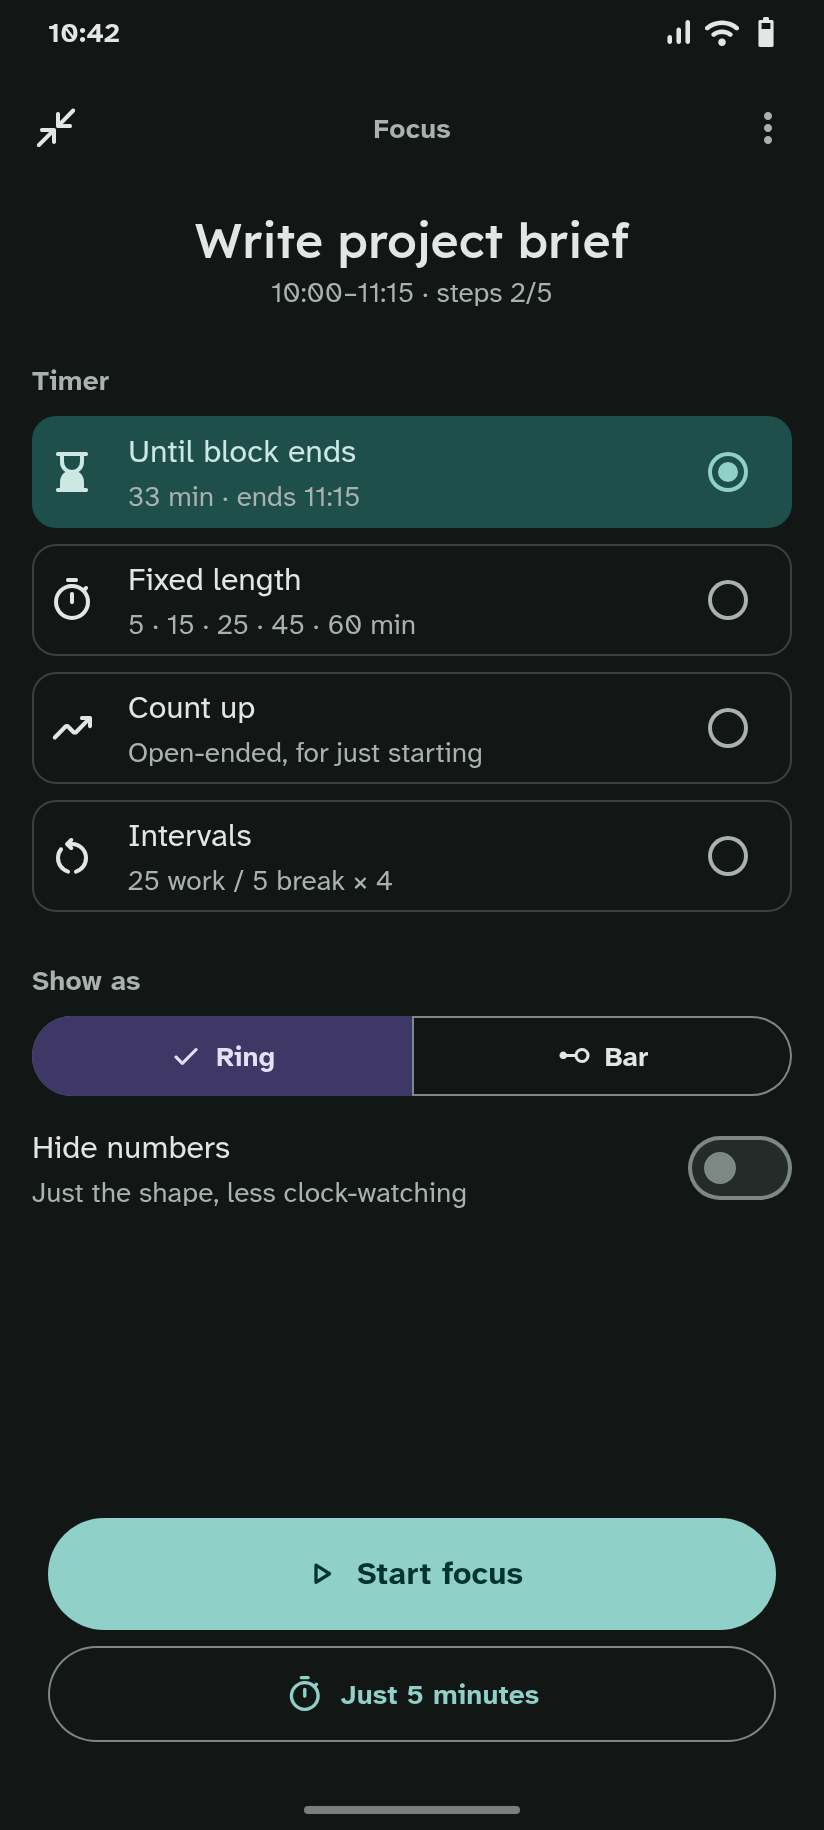 10:42
Focus
Write project brief
10:00–11:15 · steps 2/5
Timer
Until block ends
33 min · ends 11:15
Fixed length
5 · 15 · 25 · 45 · 60 min
Count up
Open-ended, for just starting
Intervals
25 work / 5 break × 4
Show as
Ring
Bar
Hide numbers
Just the shape, less clock-watching
Start focus
Just 5 minutes